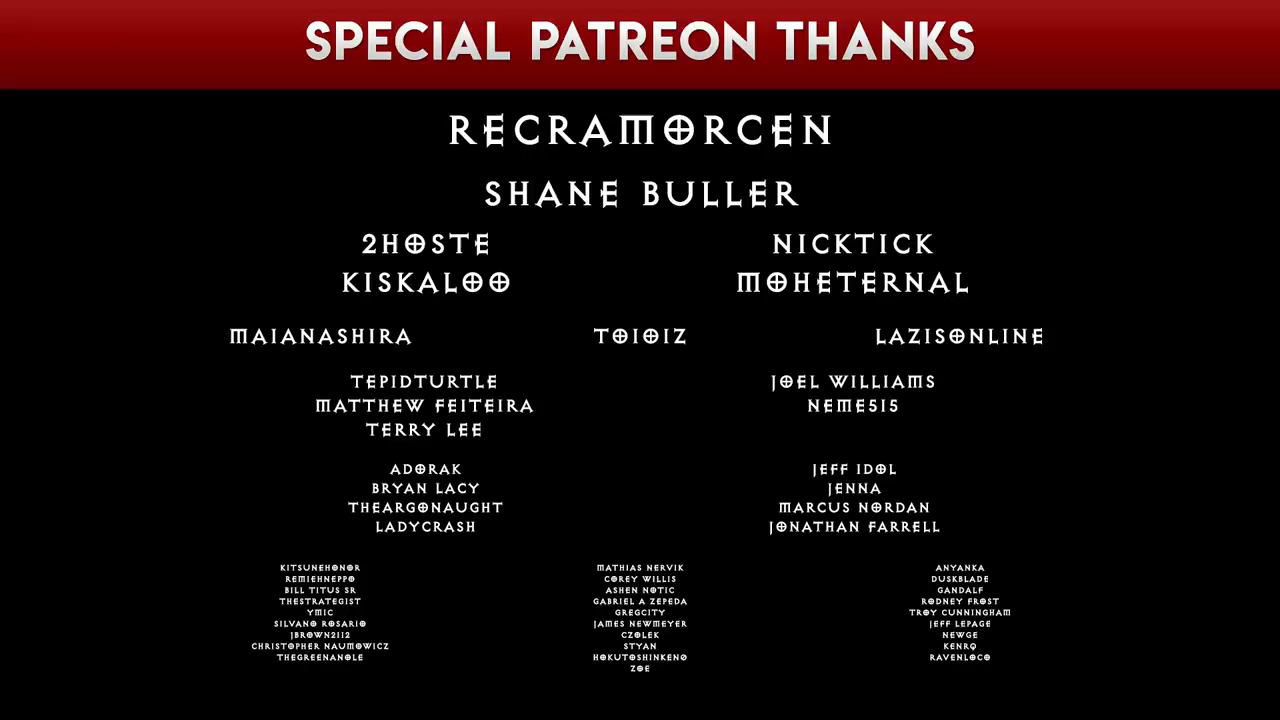 SPECIAL PATREON THANKS
RECRAMORCEN
SHANE BULLER
2HOSTE NICKTICK
KISKALOO MOHETERNAL
MAIANASHIRA TOIOIZ LAZISONLINE
TEPIDTURTLE JOEL WILLIAMS
MATTHEW FEITEIRA NEME515
TERRY LEE
ADORAK JEFF IDOL
BRYAN LACY JENNA
THEARGONAUGHT MARCUS NORDAN
LADYCRASH JONATHAN FARRELL
KITSUNEHONOR MATHIAS NERVIK ANYANKA
REMIEHNEPPO COREY WILLIS DUSKBLADE
BILL TITUS SR ASHEN NOTIC GANDALF
THESTRATEGIST GABRIEL A ZEPEDA RODNEY FROST
YMIC GREGCITY TROY CUNNINGHAM
SILVANO ROSARIO JAMES NEWMEYER JEFF LEPAGE
JBROWN2112 CZOLEK NEWGE
CHRISTOPHER NAUMOWICZ STYAN KENRQ
THEGREENANOLE HOKUTOSHINKEN0 RAVENLOCO
ZOE